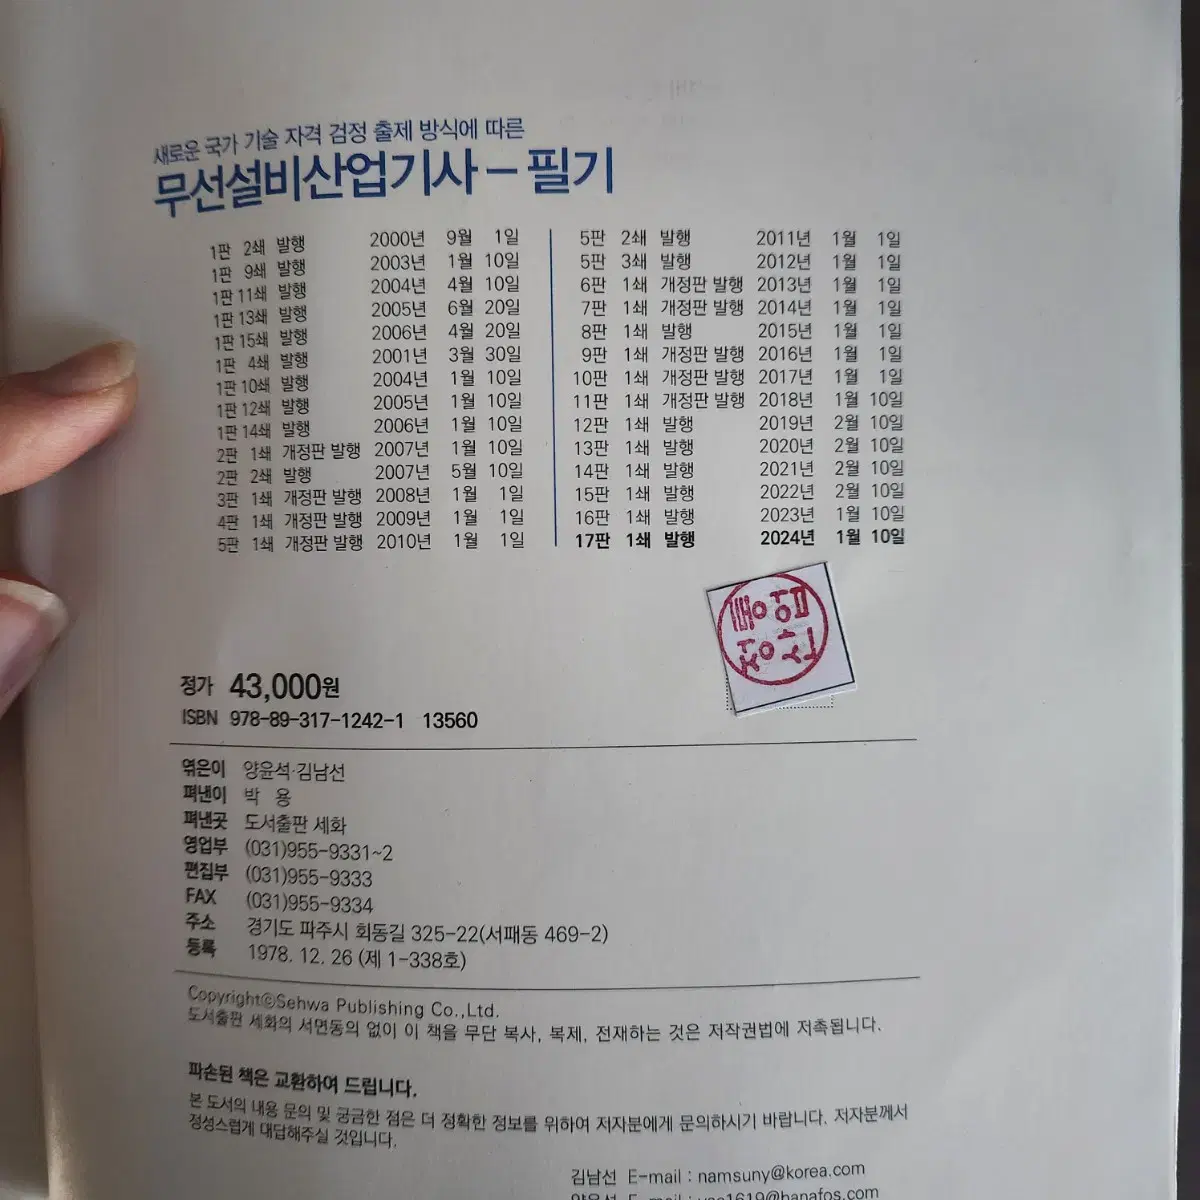 새로운 국가 기술 자격 검정 출제 방식에 따른
무선설비산업기사 – 필기
1판 2쇄 발행 2000년 9월 1일
1판 9쇄 발행 2003년 1월 10일
1판 11쇄 발행 2004년 4월 10일
1판 13쇄 발행 2005년 6월 20일
1판 15쇄 발행 2006년 4월 20일
1판 4쇄 발행 2001년 3월 30일
1판 10쇄 발행 2004년 1월 10일
1판 12쇄 발행 2005년 1월 10일
1판 14쇄 발행 2006년 1월 10일
2판 1쇄 개정판 발행 2007년 1월 10일
2판 2쇄 발행 2007년 5월 10일
3판 1쇄 개정판 발행 2008년 1월 1일
4판 1쇄 개정판 발행 2009년 1월 1일
5판 1쇄 개정판 발행 2010년 1월 1일
5판 2쇄 발행 2011년 1월 1일
5판 3쇄 발행 2012년 1월 1일
6판 1쇄 개정판 발행 2013년 1월 1일
7판 1쇄 개정판 발행 2014년 1월 1일
8판 1쇄 발행 2015년 1월 1일
9판 1쇄 개정판 발행 2016년 1월 1일
10판 1쇄 개정판 발행 2017년 1월 1일
11판 1쇄 개정판 발행 2018년 1월 10일
12판 1쇄 발행 2019년 2월 10일
13판 1쇄 발행 2020년 2월 10일
14판 1쇄 발행 2021년 2월 10일
15판 1쇄 발행 2022년 2월 10일
16판 1쇄 발행 2023년 1월 10일
17판 1쇄 발행 2024년 1월 10일
정가 43,000원
ISBN 978-89-317-1242-1 13560
엮은이 양윤석·김남선
펴낸이 박 용
펴낸곳 도서출판 세화
영업부 (031)955-9331~2
편집부 (031)955-9333
FAX (031)955-9334
주소 경기도 파주시 회동길 325-22(서패동 469-2)
등록 1978. 12. 26 (제 1-338호)
Copyright©Sehwa Publishing Co.,Ltd.
도서출판 세화의 서면동의 없이 이 책을 무단 복사, 복제, 전재하는 것은 저작권법에 저촉됩니다.
파손된 책은 교환하여 드립니다.
본 도서의 내용 문의 및 궁금한 점은 더 정확한 정보를 위하여 저자분에게 문의하시기 바랍니다. 저자분께서
정성스럽게 대답해주실 것입니다.
김남선 E-mail : namsuny@korea.com
양윤석 E-mail :